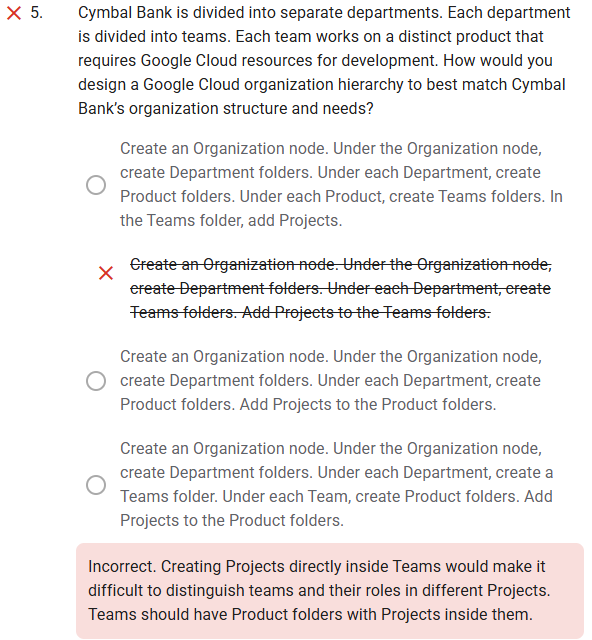 5. Cymbal Bank is divided into separate departments. Each department
is divided into teams. Each team works on a distinct product that
requires Google Cloud resources for development. How would you
design a Google Cloud organization hierarchy to best match Cymbal
Bank’s organization structure and needs?
Create an Organization node. Under the Organization node,
create Department folders. Under each Department, create
Product folders. Under each Product, create Teams folders. In
the Teams folder, add Projects.
Create an Organization node. Under the Organization node,
create Department folders. Under each Department, create
Teams folders. Add Projects to the Teams folders.
Create an Organization node. Under the Organization node,
create Department folders. Under each Department, create
Product folders. Add Projects to the Product folders.
Create an Organization node. Under the Organization node,
create Department folders. Under each Department, create a
Teams folder. Under each Team, create Product folders. Add
Projects to the Product folders.
Incorrect. Creating Projects directly inside Teams would make it
difficult to distinguish teams and their roles in different Projects.
Teams should have Product folders with Projects inside them.